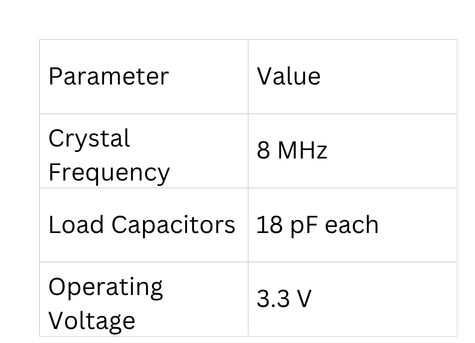 Parameter
Value
Crystal
Frequency
8 MHz
Load Capacitors
18 pF each
Operating
Voltage
3.3 V